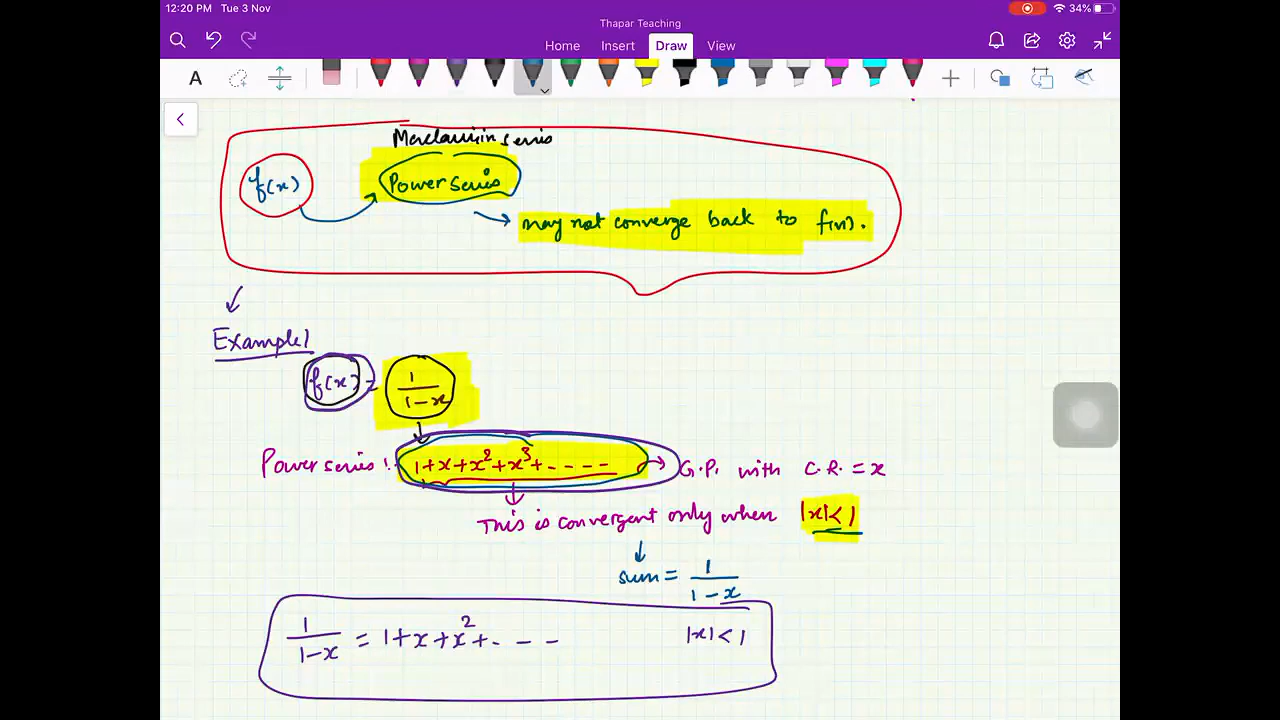 12:20 PM Tue 3 Nov
34%
Thapar Teaching
Home Insert Draw View
A
Maclaurin series
f(x) Power series
may not converge back to f(x).
Example 1
f(x) = 1/(1-x)
Power series :. 1+x+x²+x³+---- → G.P. with C.R. = x
This is convergent only when |x|<1
sum = 1/(1-x)
1/(1-x) = 1+x+x²+--- |x|<1